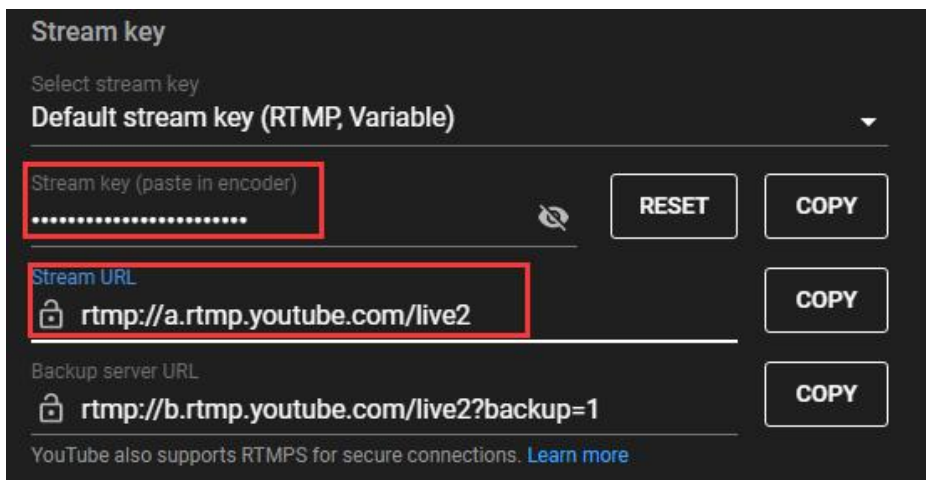 Stream key
Select stream key
Default stream key (RTMP, Variable)
Stream key (paste in encoder)
••••••••••••••••••••••••
RESET
COPY
Stream URL
rtmp://a.rtmp.youtube.com/live2
COPY
Backup server URL
rtmp://b.rtmp.youtube.com/live2?backup=1
COPY
YouTube also supports RTMPS for secure connections. Learn more